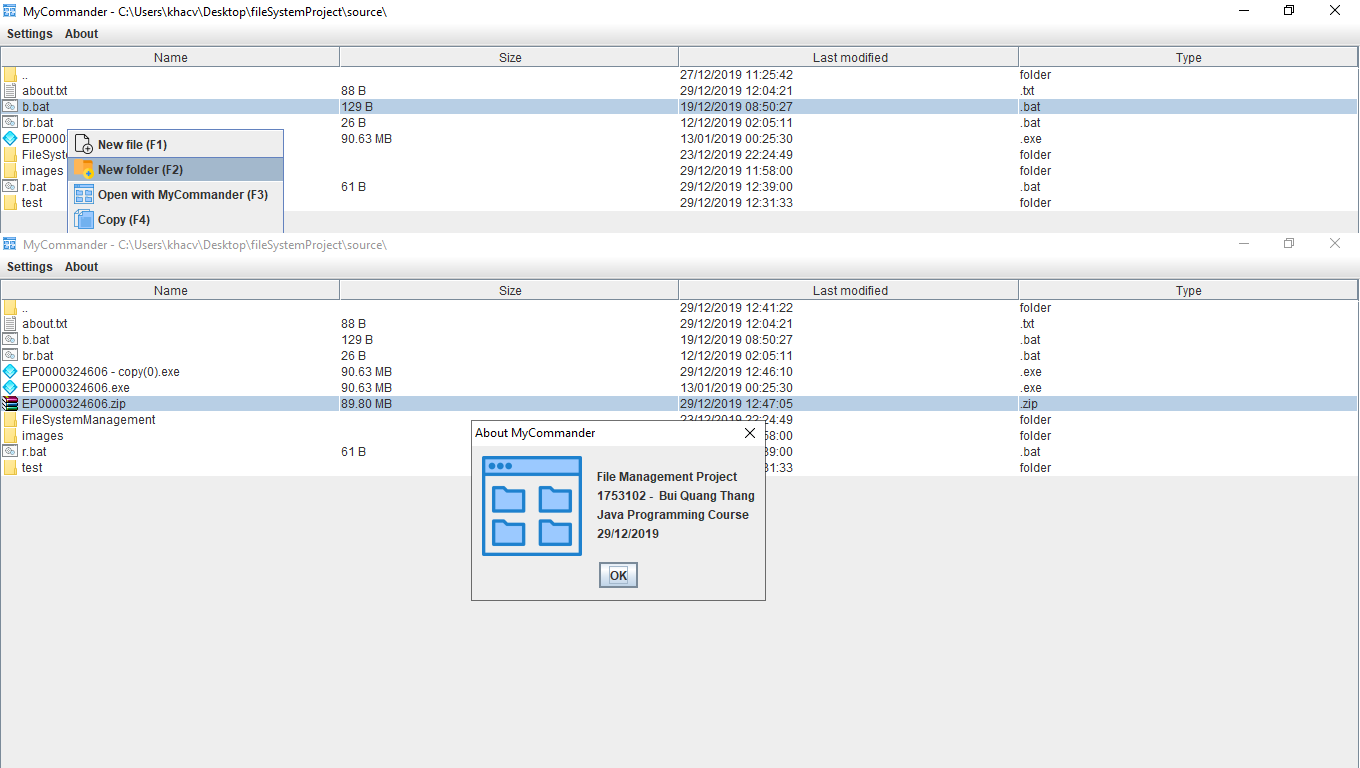 MyCommander - C:\Users\khacv\Desktop\fileSystemProject\source\
Settings About
Name Size Last modified Type
.. 27/12/2019 11:25:42 folder
about.txt 88 B 29/12/2019 12:04:21 .txt
b.bat 129 B 19/12/2019 08:50:27 .bat
br.bat 26 B 12/12/2019 02:05:11 .bat
EP0000 90.63 MB 13/01/2019 00:25:30 .exe
FileSyst 23/12/2019 22:24:49 folder
images 29/12/2019 11:58:00 folder
r.bat 61 B 29/12/2019 12:39:00 .bat
test 29/12/2019 12:31:33 folder
New file (F1)
New folder (F2)
Open with MyCommander (F3)
Copy (F4)
MyCommander - C:\Users\khacv\Desktop\fileSystemProject\source\
Settings About
Name Size Last modified Type
.. 29/12/2019 12:41:22 folder
about.txt 88 B 29/12/2019 12:04:21 .txt
b.bat 129 B 19/12/2019 08:50:27 .bat
br.bat 26 B 12/12/2019 02:05:11 .bat
EP0000324606 - copy(0).exe 90.63 MB 29/12/2019 12:46:10 .exe
EP0000324606.exe 90.63 MB 13/01/2019 00:25:30 .exe
EP0000324606.zip 89.80 MB 29/12/2019 12:47:05 .zip
FileSystemManagement 23/12/2019 22:24:49 folder
images 58:00 folder
r.bat 61 B 39:00 .bat
test 31:33 folder
About MyCommander
File Management Project
1753102 - Bui Quang Thang
Java Programming Course
29/12/2019
OK